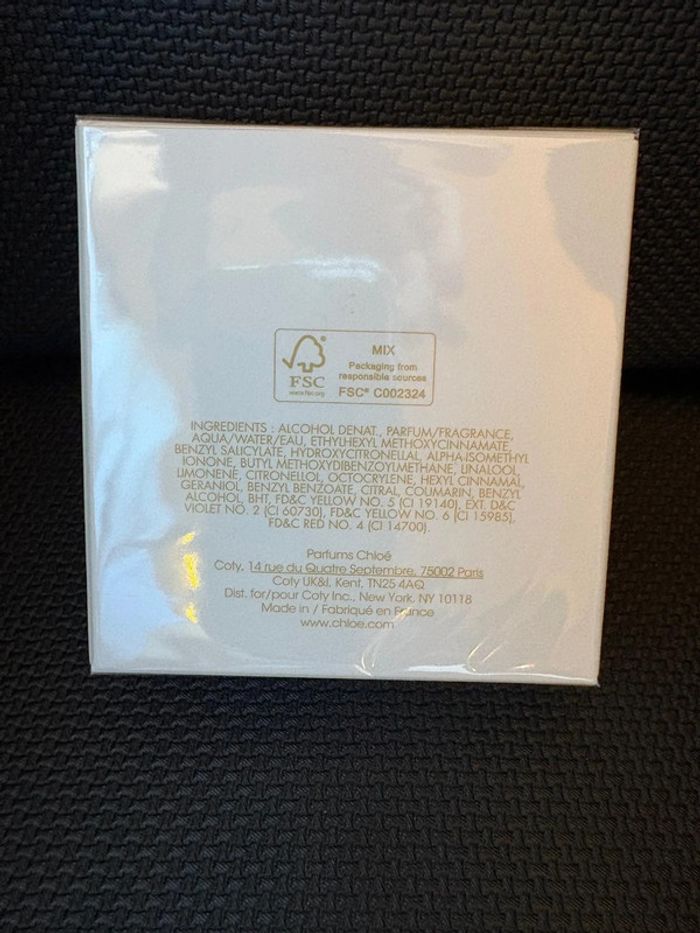 MIX
Packaging from
responsible sources
FSC® C002324
FSC
www.fsc.org
INGREDIENTS : ALCOHOL DENAT., PARFUM/FRAGRANCE,
AQUA/WATER/EAU, ETHYLHEXYL METHOXYCINNAMATE,
BENZYL SALICYLATE, HYDROXYCITRONELLAL, ALPHA-ISOMETHYL
IONONE, BUTYL METHOXYDIBENZOYLMETHANE, LINALOOL,
LIMONENE, CITRONELLOL, OCTOCRYLENE, HEXYL CINNAMAL,
GERANIOL, BENZYL BENZOATE, CITRAL, COUMARIN, BENZYL
ALCOHOL, BHT, FD&C YELLOW NO. 5 (CI 19140), EXT. D&C
VIOLET NO. 2 (CI 60730), FD&C YELLOW NO. 6 (CI 15985),
FD&C RED NO. 4 (CI 14700).
Parfums Chloé
Coty, 14 rue du Quatre Septembre, 75002 Paris
Coty UK&I, Kent, TN25 4AQ
Dist. for/pour Coty Inc., New York, NY 10118
Made in / Fabriqué en France
www.chloe.com